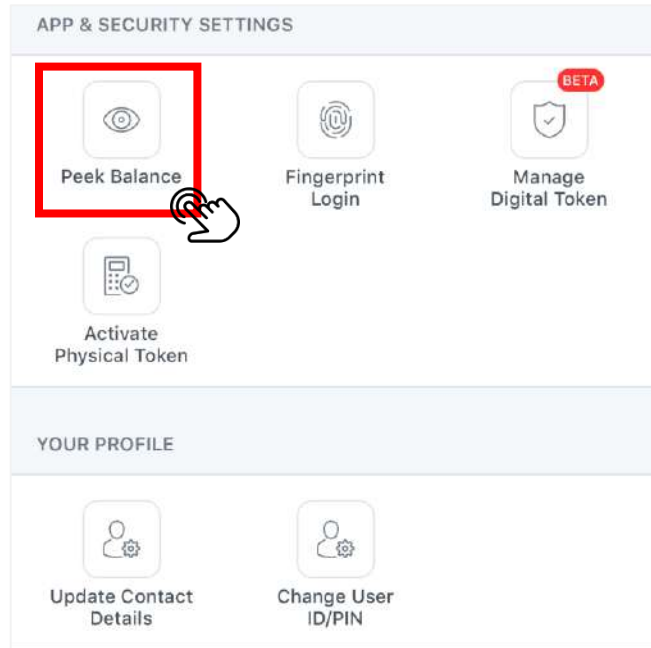 APP & SECURITY SETTINGS
BETA
Peek Balance
Fingerprint
Login
Manage
Digital Token
Activate
Physical Token
YOUR PROFILE
Update Contact
Details
Change User
ID/PIN